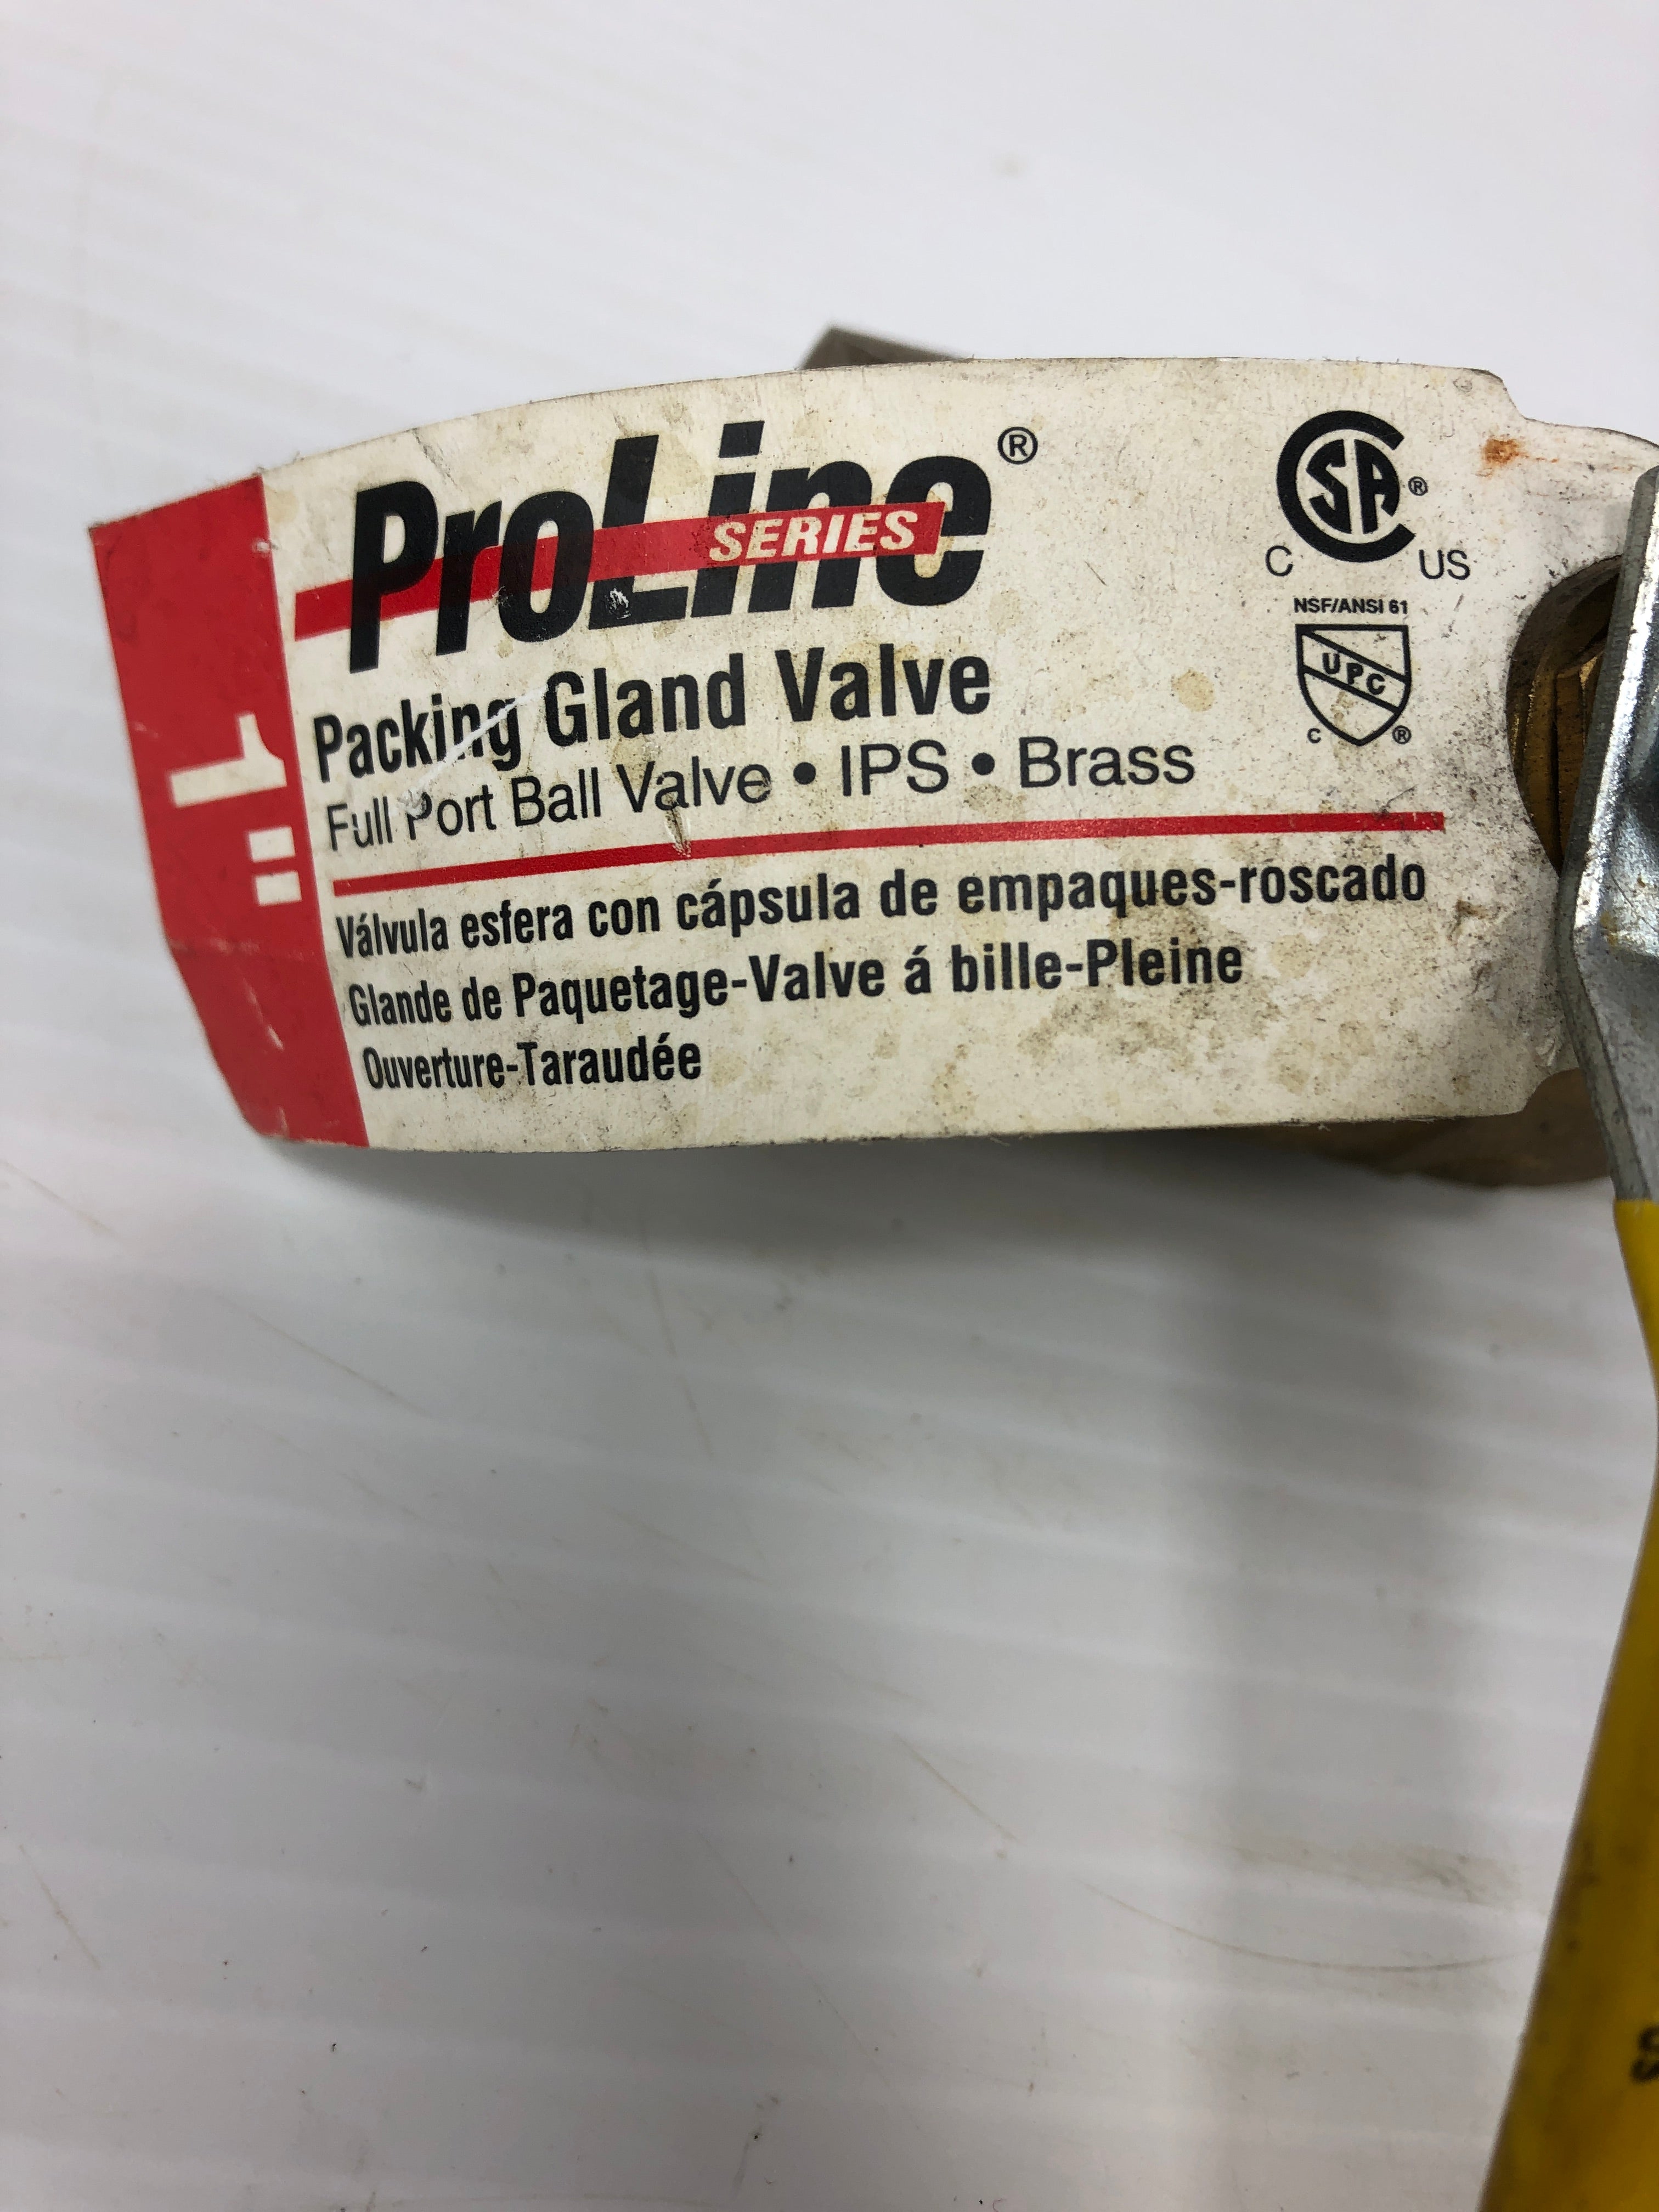 1"
ProLine®
SERIES
Packing Gland Valve
Full Port Ball Valve • IPS • Brass
Válvula esfera con cápsula de empaques-roscado
Glande de Paquetage-Valve á bille-Pleine
Ouverture-Taraudée
CSA®
C US
NSF/ANSI 61
UPC
C ®
S